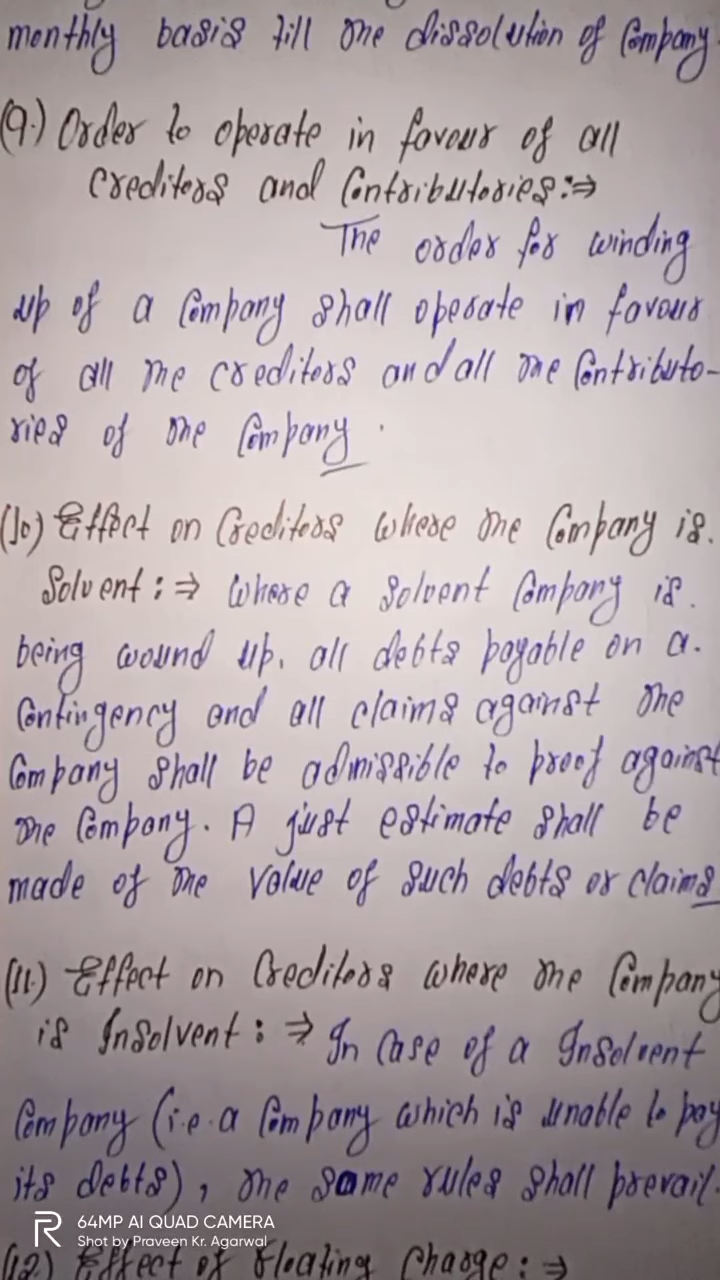 monthly basis till the dissolution of Company.
(9.) Order to operate in favour of all
Creditors and Contributories:⇒
The order for winding
up of a Company shall operate in favour
of all the creditors and all the Contributo-
ries of the Company.
(10) Effect on Creditors where the Company is.
Solvent:⇒ Where a Solvent Company is.
being wound up, all debts payable on a.
Contingency and all claims against the
Company shall be admissible to proof against
the Company. A just estimate shall be
made of the value of such debts or claims
(11.) Effect on Creditors where the Company
is Insolvent:⇒ In Case of a Insolvent
Company (i.e. a Company which is unable to pay
its debts), the same rules shall prevail.
(12) Effect of Floating Charge:⇒
R
64MP AI QUAD CAMERA
Shot by Praveen Kr. Agarwal